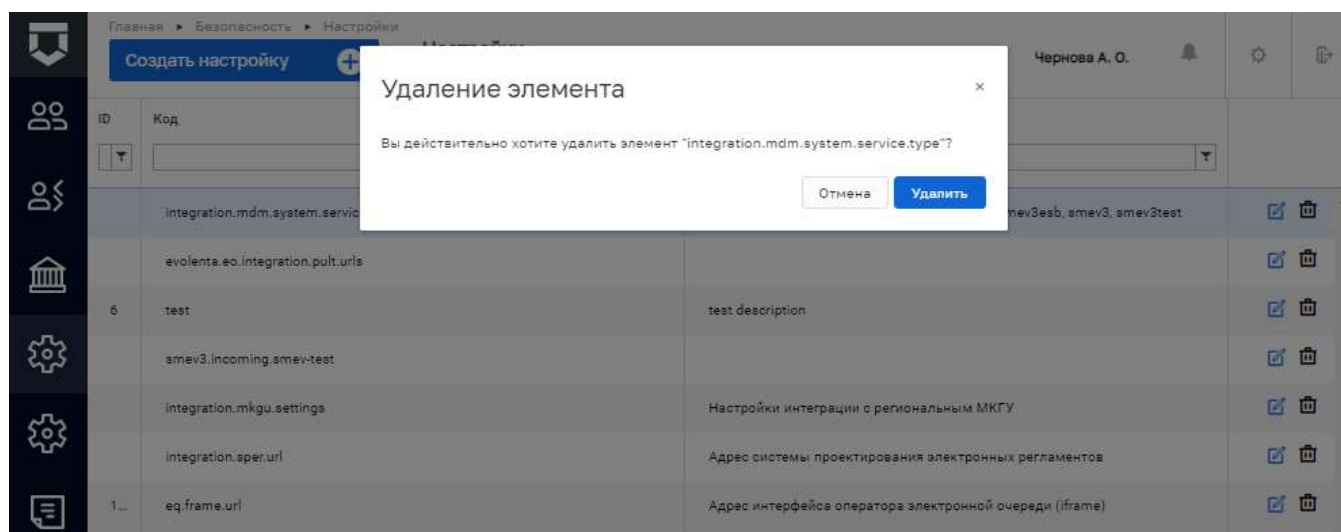 Главная ▸ Безопасность ▸ Настройки
Создать настройку
Чернова А. О.
Удаление элемента
×
Вы действительно хотите удалить элемент "integration.mdm.system.service.type"?
Отмена Удалить
ID Код
integration.mdm.system.servic smev3esb, smev3, smev3test
evolenta.eo.integration.pult.urls
6 test test description
smev3.incoming.smev-test
integration.mkgu.settings Настройки интеграции с региональным МКГУ
integration.sper.url Адрес системы проектирования электронных регламентов
1... eq.frame.url Адрес интерфейса оператора электронной очереди (iframe)